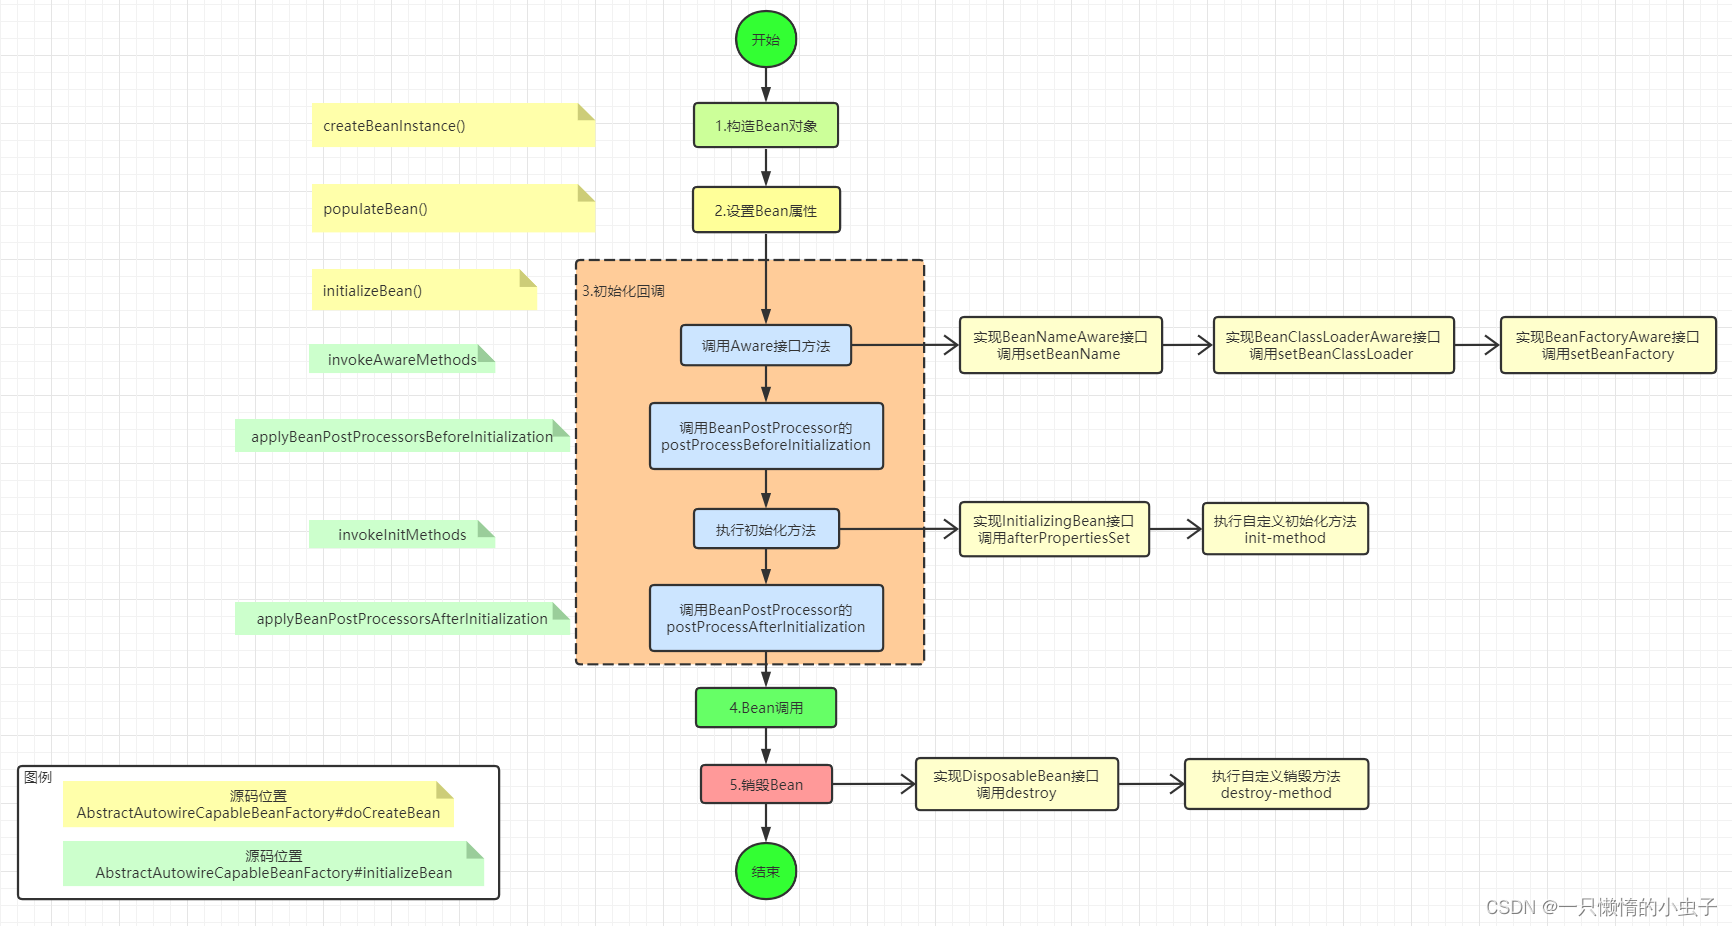 开始
createBeanInstance()
1.构造Bean对象
populateBean()
2.设置Bean属性
initializeBean()
3.初始化回调
invokeAwareMethods
调用Aware接口方法
实现BeanNameAware接口
调用setBeanName
实现BeanClassLoaderAware接口
调用setBeanClassLoader
实现BeanFactoryAware接口
调用setBeanFactory
applyBeanPostProcessorsBeforeInitialization
调用BeanPostProcessor的
postProcessBeforeInitialization
invokeInitMethods
执行初始化方法
实现InitializingBean接口
调用afterPropertiesSet
执行自定义初始化方法
init-method
applyBeanPostProcessorsAfterInitialization
调用BeanPostProcessor的
postProcessAfterInitialization
4.Bean调用
5.销毁Bean
实现DisposableBean接口
调用destroy
执行自定义销毁方法
destroy-method
结束
图例
源码位置
AbstractAutowireCapableBeanFactory#doCreateBean
源码位置
AbstractAutowireCapableBeanFactory#initializeBean
CSDN @一只懒惰的小虫子